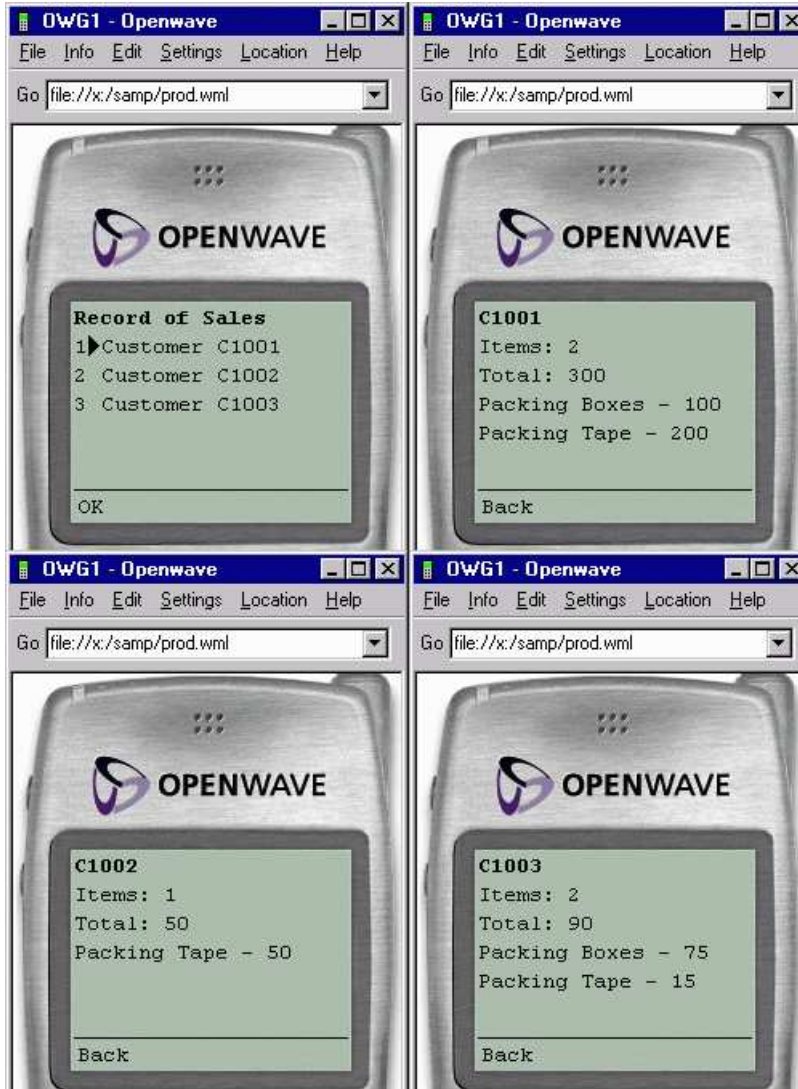 OWG1 - Openwave
File Info Edit Settings Location Help
Go file://x:/samp/prod.wml
OPENWAVE
Record of Sales
1 Customer C1001
2 Customer C1002
3 Customer C1003
OK
OWG1 - Openwave
File Info Edit Settings Location Help
Go file://x:/samp/prod.wml
OPENWAVE
C1001
Items: 2
Total: 300
Packing Boxes - 100
Packing Tape - 200
Back
OWG1 - Openwave
File Info Edit Settings Location Help
Go file://x:/samp/prod.wml
OPENWAVE
C1002
Items: 1
Total: 50
Packing Tape - 50
Back
OWG1 - Openwave
File Info Edit Settings Location Help
Go file://x:/samp/prod.wml
OPENWAVE
C1003
Items: 2
Total: 90
Packing Boxes - 75
Packing Tape - 15
Back